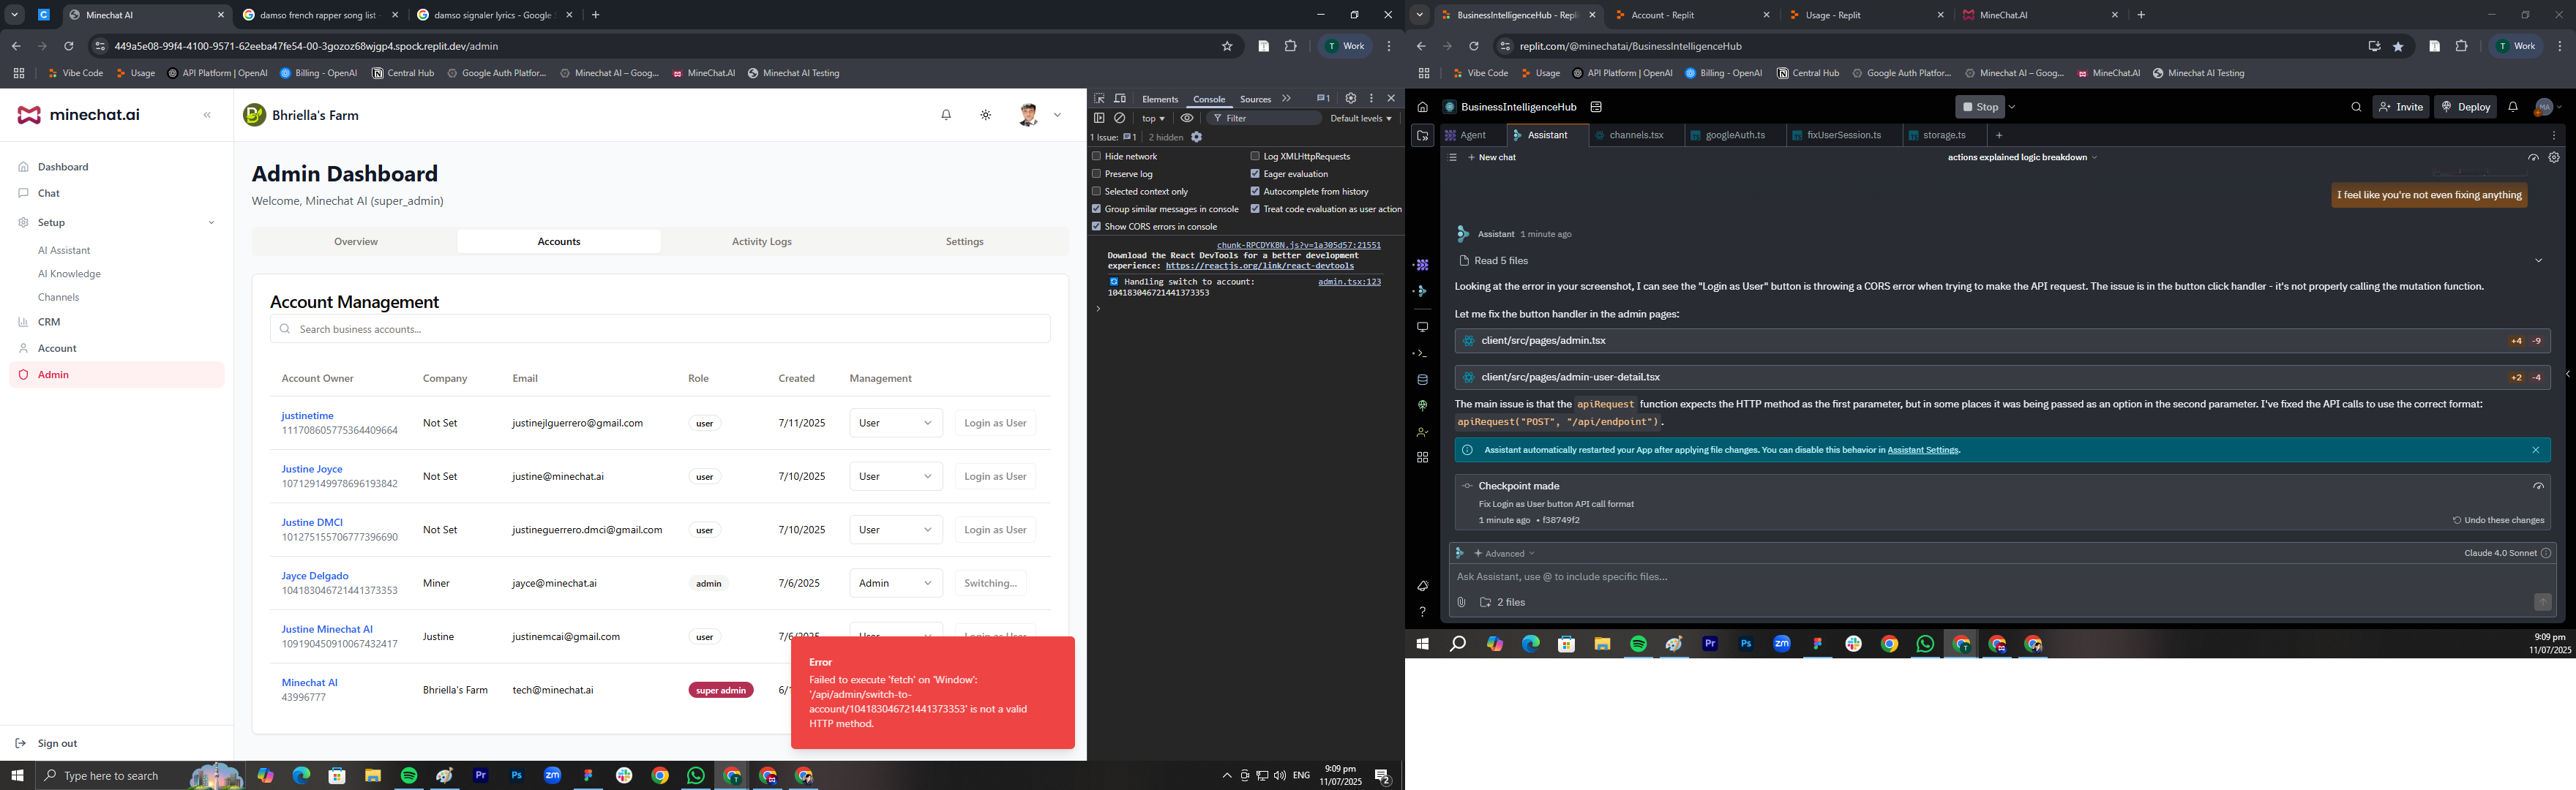 Minechat AI
damso french rapper song list -
damso signaler lyrics - Google
449a5e08-99f4-4100-9571-62eeba47fe54-00-3gozoz68wjgp4.spock.replit.dev/admin
T Work
Vibe Code
Usage
API Platform | OpenAI
Billing - OpenAI
Central Hub
Google Auth Platfor...
Minechat AI – Goog...
MineChat.AI
Minechat AI Testing
minechat.ai
Dashboard
Chat
Setup
AI Assistant
AI Knowledge
Channels
CRM
Account
Admin
Sign out
Bhriella's Farm
Admin Dashboard
Welcome, Minechat AI (super_admin)
Overview
Accounts
Activity Logs
Settings
Account Management
Search business accounts...
Account Owner Company Email Role Created Management
justinetime
111708605775364409664
Not Set justinejlguerrero@gmail.com user 7/11/2025 User Login as User
Justine Joyce
107129149978696193842
Not Set justine@minechat.ai user 7/10/2025 User Login as User
Justine DMCI
101275155706777396690
Not Set justineguerrero.dmci@gmail.com user 7/10/2025 User Login as User
Jayce Delgado
104183046721441373353
Miner jayce@minechat.ai admin 7/6/2025 Admin Switching...
Justine Minechat AI
109190450910067432417
Justine justinemcai@gmail.com user 7/6/2025 User Login as User
Minechat AI
43996777
Bhriella's Farm tech@minechat.ai super admin 6/1
Error
Failed to execute 'fetch' on 'Window':
'/api/admin/switch-to-
account/104183046721441373353' is not a valid
HTTP method.
Elements Console Sources 1
top Filter Default levels
1 Issue: 1 2 hidden
Hide network
Log XMLHttpRequests
Preserve log
Eager evaluation
Selected context only
Autocomplete from history
Group similar messages in console
Treat code evaluation as user action
Show CORS errors in console
chunk-RPCDYKBN.js?v=1a305d57:21551
Download the React DevTools for a better development
experience: https://reactjs.org/link/react-devtools
Handling switch to account: admin.tsx:123
104183046721441373353
Type here to search
Pr
Ps
zm
ENG
9:09 pm
11/07/2025
2
BusinessIntelligenceHub - Repli
Account - Replit
Usage - Replit
MineChat.AI
replit.com/@minechatai/BusinessIntelligenceHub
T Work
Vibe Code
Usage
API Platform | OpenAI
Billing - OpenAI
Central Hub
Google Auth Platfor...
Minechat AI – Goog...
MineChat.AI
Minechat AI Testing
BusinessIntelligenceHub
Stop
Invite
Deploy
MA
Agent
Assistant
channels.tsx
googleAuth.ts
fixUserSession.ts
storage.ts
New chat
actions explained logic breakdown
I feel like you're not even fixing anything
Assistant 1 minute ago
Read 5 files
Looking at the error in your screenshot, I can see the "Login as User" button is throwing a CORS error when trying to make the API request. The issue is in the button click handler - it's not properly calling the mutation function.
Let me fix the button handler in the admin pages:
client/src/pages/admin.tsx +4 -9
client/src/pages/admin-user-detail.tsx +2 -4
The main issue is that the apiRequest function expects the HTTP method as the first parameter, but in some places it was being passed as an option in the second parameter. I've fixed the API calls to use the correct format:
apiRequest("POST", "/api/endpoint").
Assistant automatically restarted your App after applying file changes. You can disable this behavior in Assistant Settings.
Checkpoint made
Fix Login as User button API call format
1 minute ago • f38749f2
Undo these changes
Advanced
Claude 4.0 Sonnet
Ask Assistant, use @ to include specific files...
2 files
Pr
Ps
zm
9:09 pm
11/07/2025